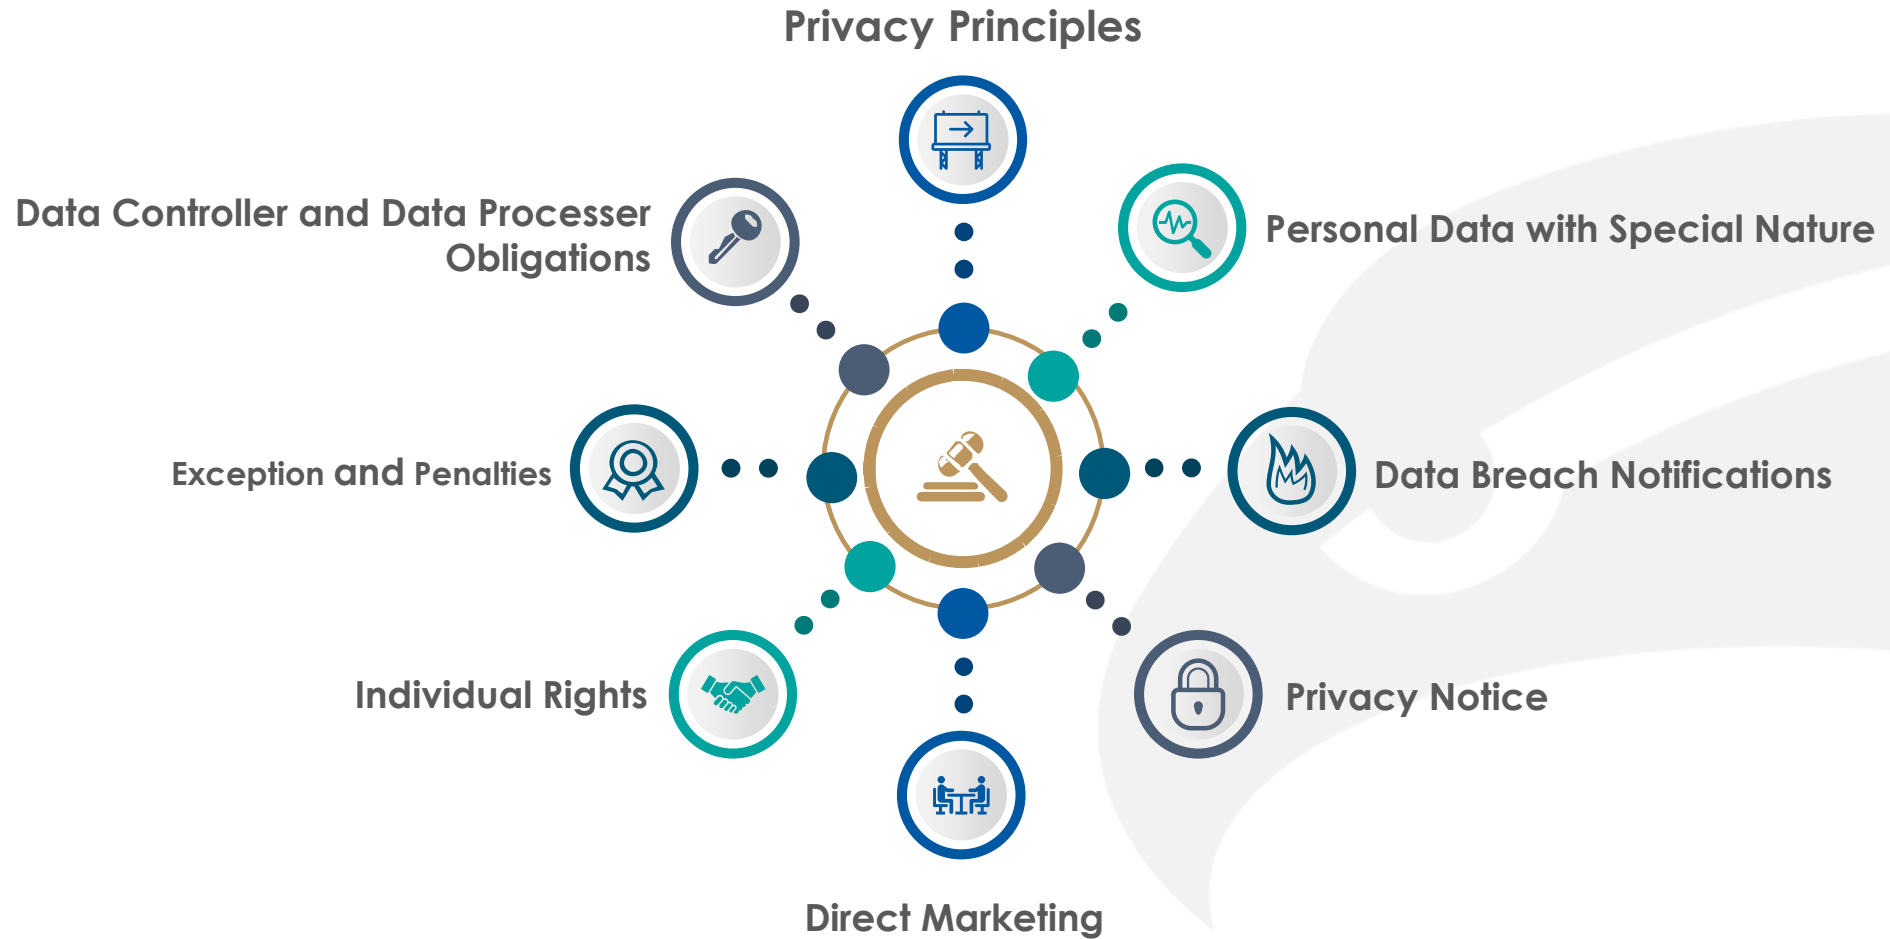 Privacy Principles
Data Controller and Data Processer
Obligations
Personal Data with Special Nature
Exception and Penalties
Data Breach Notifications
Individual Rights
Privacy Notice
Direct Marketing